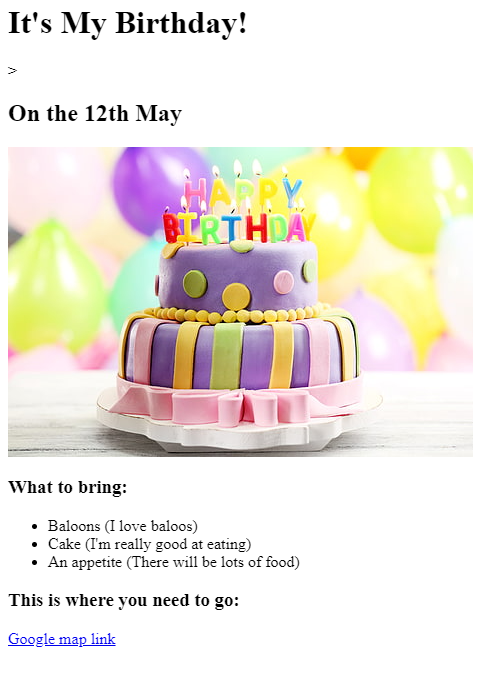 It's My Birthday!
>
On the 12th May
HAPPY
BIRTHDAY
What to bring:
Baloons (I love baloos)
Cake (I'm really good at eating)
An appetite (There will be lots of food)
This is where you need to go:
Google map link